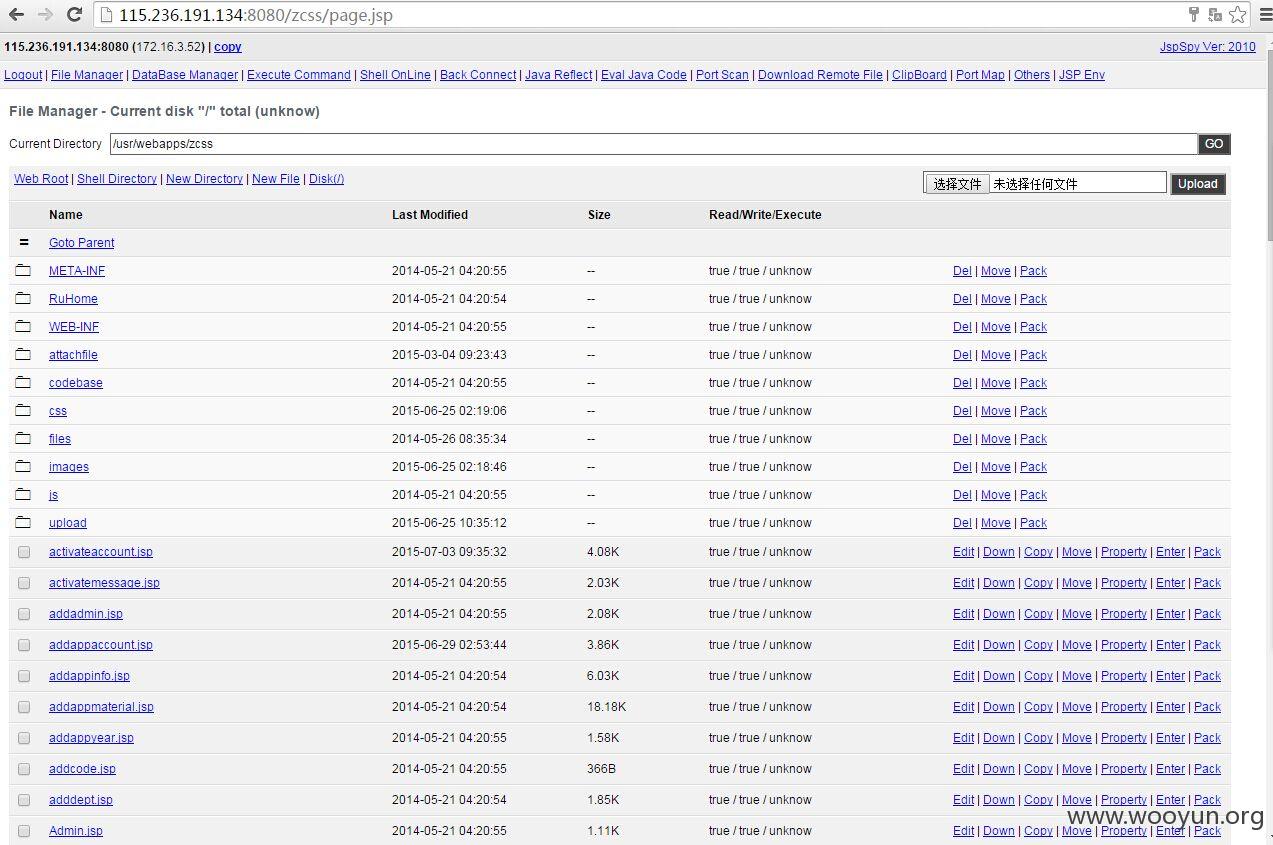 115.236.191.134:8080/zcss/page.jsp
115.236.191.134:8080 (172.16.3.52) | copy JspSpy Ver: 2010
Logout | File Manager | DataBase Manager | Execute Command | Shell OnLine | Back Connect | Java Reflect | Eval Java Code | Port Scan | Download Remote File | ClipBoard | Port Map | Others | JSP Env
File Manager - Current disk "/" total (unknow)
Current Directory /usr/webapps/zcss GO
Web Root | Shell Directory | New Directory | New File | Disk(/) 选择文件 未选择任何文件 Upload
Name Last Modified Size Read/Write/Execute
= Goto Parent
META-INF 2014-05-21 04:20:55 -- true / true / unknow Del | Move | Pack
RuHome 2014-05-21 04:20:54 -- true / true / unknow Del | Move | Pack
WEB-INF 2014-05-21 04:20:55 -- true / true / unknow Del | Move | Pack
attachfile 2015-03-04 09:23:43 -- true / true / unknow Del | Move | Pack
codebase 2014-05-21 04:20:55 -- true / true / unknow Del | Move | Pack
css 2015-06-25 02:19:06 -- true / true / unknow Del | Move | Pack
files 2014-05-26 08:35:34 -- true / true / unknow Del | Move | Pack
images 2015-06-25 02:18:46 -- true / true / unknow Del | Move | Pack
js 2014-05-21 04:20:55 -- true / true / unknow Del | Move | Pack
upload 2015-06-25 10:35:12 -- true / true / unknow Del | Move | Pack
activateaccount.jsp 2015-07-03 09:35:32 4.08K true / true / unknow Edit | Down | Copy | Move | Property | Enter | Pack
activatemessage.jsp 2014-05-21 04:20:55 2.03K true / true / unknow Edit | Down | Copy | Move | Property | Enter | Pack
addadmin.jsp 2014-05-21 04:20:55 2.08K true / true / unknow Edit | Down | Copy | Move | Property | Enter | Pack
addappaccount.jsp 2015-06-29 02:53:44 3.86K true / true / unknow Edit | Down | Copy | Move | Property | Enter | Pack
addappinfo.jsp 2014-05-21 04:20:54 6.03K true / true / unknow Edit | Down | Copy | Move | Property | Enter | Pack
addappmaterial.jsp 2014-05-21 04:20:54 18.18K true / true / unknow Edit | Down | Copy | Move | Property | Enter | Pack
addappyear.jsp 2014-05-21 04:20:55 1.58K true / true / unknow Edit | Down | Copy | Move | Property | Enter | Pack
addcode.jsp 2014-05-21 04:20:55 366B true / true / unknow Edit | Down | Copy | Move | Property | Enter | Pack
adddept.jsp 2014-05-21 04:20:54 1.85K true / true / unknow Edit | Down | Copy | Move | Property | Enter | Pack
Admin.jsp 2014-05-21 04:20:55 1.11K true / true / unknow Edit | Down | Copy | Move | Property | Enter | Pack
www.wooyun.org